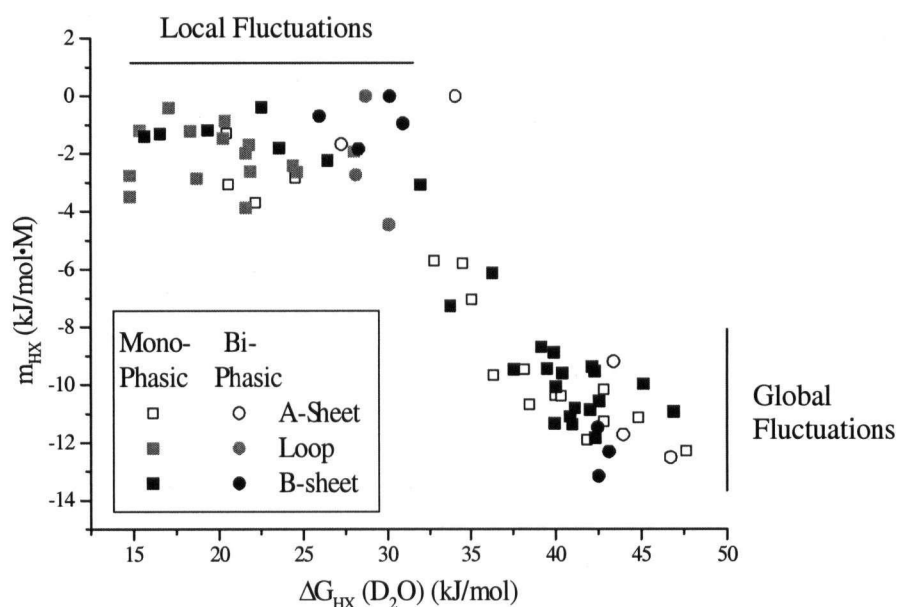 Local Fluctuations
2
0
-2
-4
-6
-8
-10
-12
-14
m_HX (kJ/mol•M)
Mono- Bi-
Phasic Phasic
A-Sheet
Loop
B-sheet
Global
Fluctuations
15 20 25 30 35 40 45 50
ΔG_HX (D₂O) (kJ/mol)